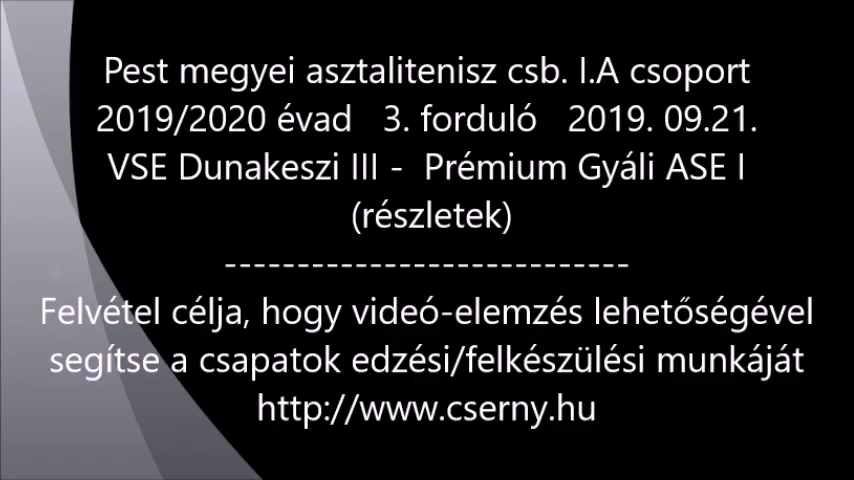 Pest megyei asztalitenisz csb. I.A csoport
2019/2020 évad   3. forduló   2019. 09.21.
VSE Dunakeszi III -  Prémium Gyáli ASE I
(részletek)
----------------------------
Felvétel célja, hogy videó-elemzés lehetőségével
segítse a csapatok edzési/felkészülési munkáját
http://www.cserny.hu